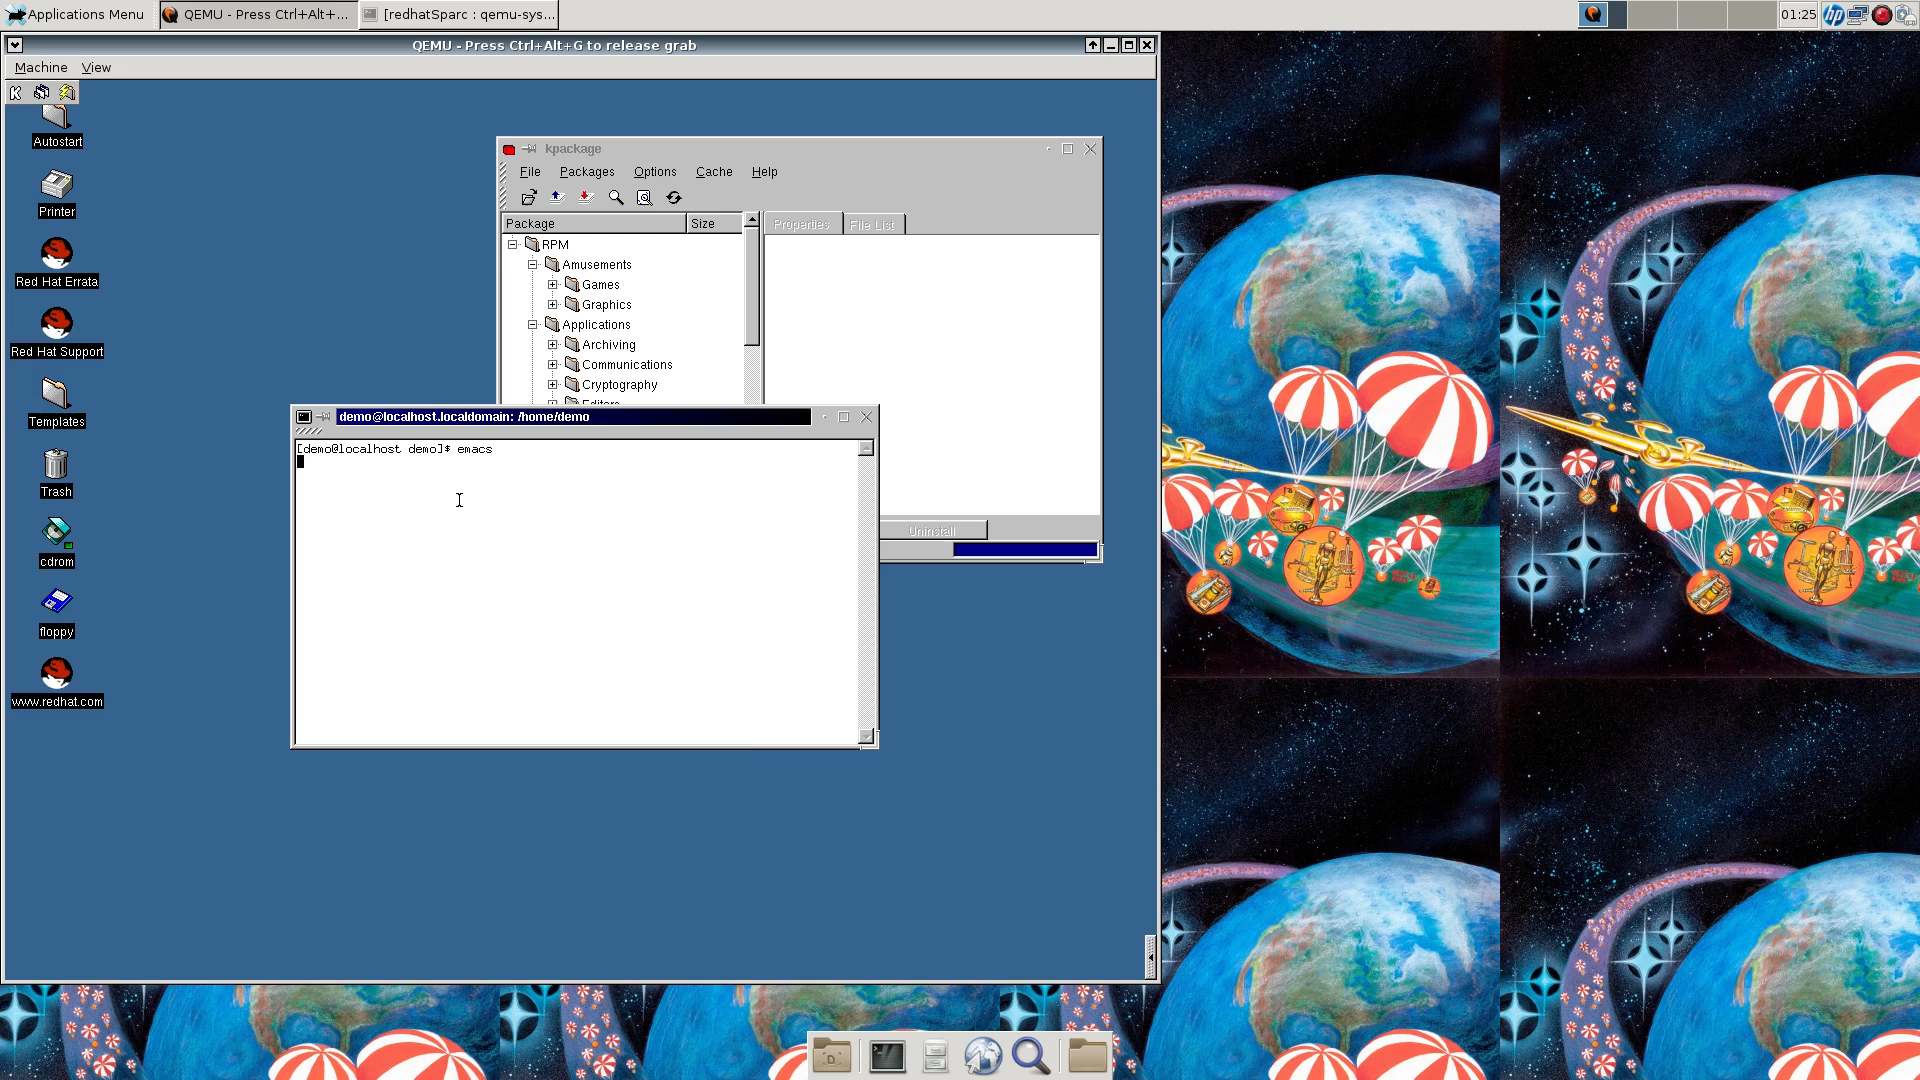 Applications Menu
QEMU - Press Ctrl+Alt+...
[redhatSparc : qemu-sys...
01:25
QEMU - Press Ctrl+Alt+G to release grab
Machine View
Autostart
Printer
Red Hat Errata
Red Hat Support
Templates
Trash
cdrom
floppy
www.redhat.com
kpackage
File Packages Options Cache Help
Package Size
Properties File List
RPM
Amusements
Games
Graphics
Applications
Archiving
Communications
Cryptography
Editors
Uninstall
demo@localhost.localdomain: /home/demo
[demo@localhost demo]$ emacs